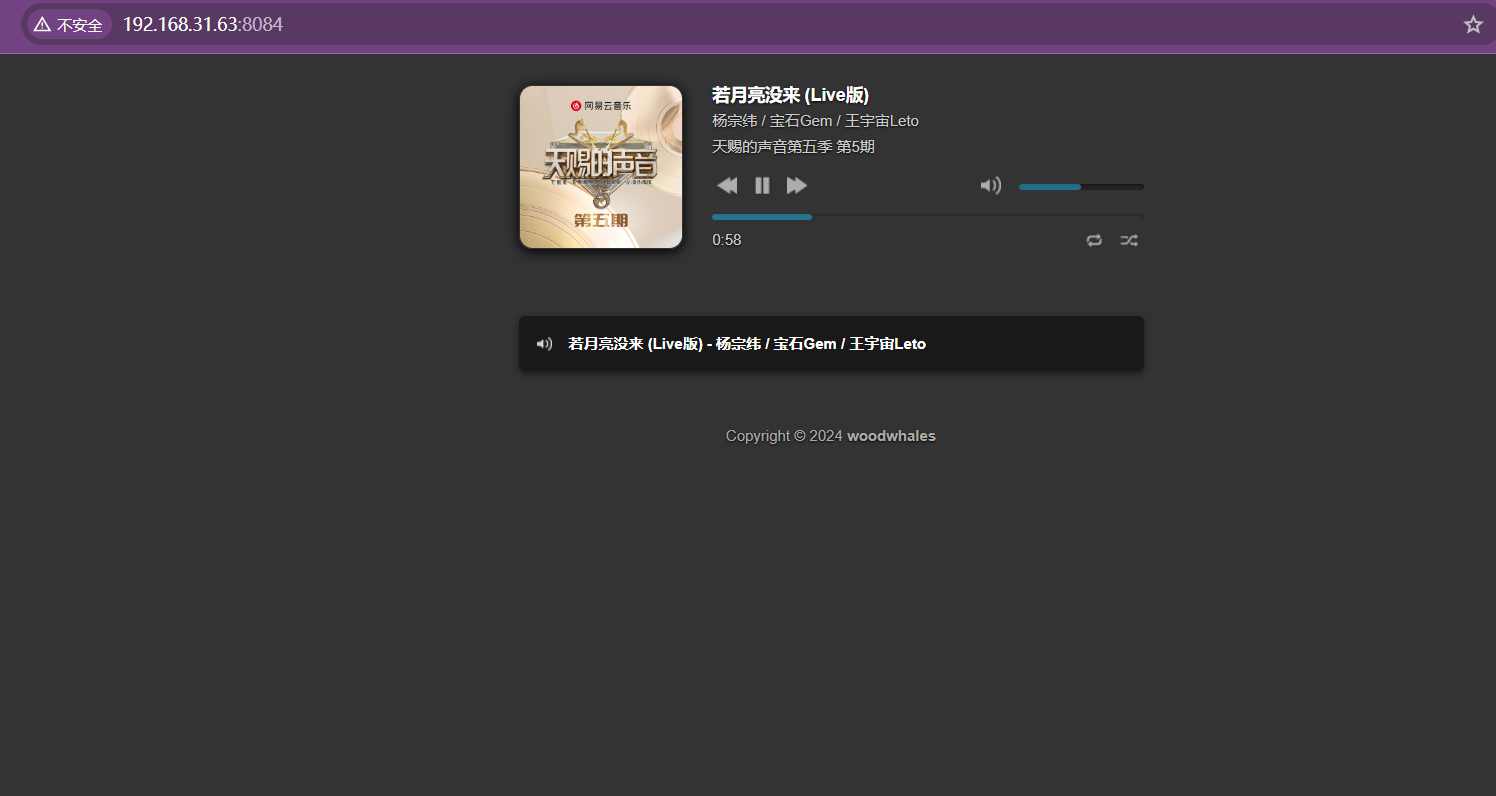 不安全 192.168.31.63:8084
网易云音乐
天赐的声音
5
第五期
若月亮没来 (Live版)
杨宗纬 / 宝石Gem / 王宇宙Leto
天赐的声音第五季 第5期
0:58
若月亮没来 (Live版) - 杨宗纬 / 宝石Gem / 王宇宙Leto
Copyright © 2024 woodwhales